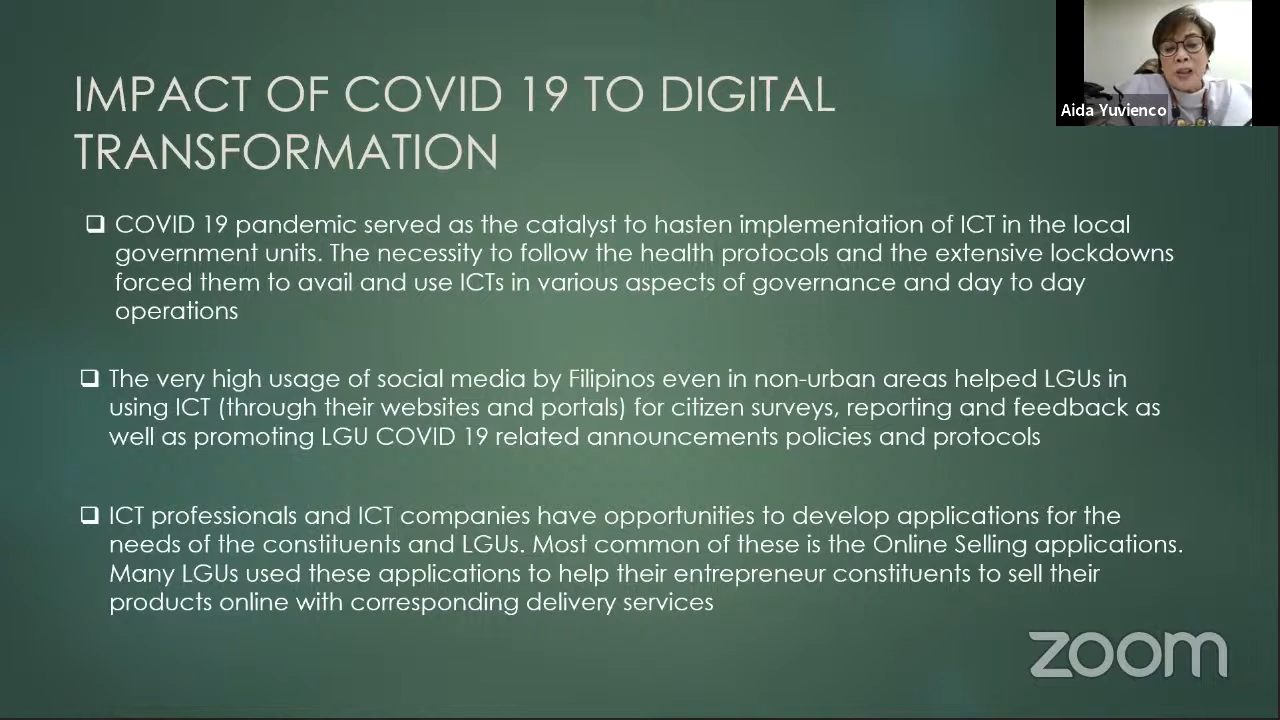 IMPACT OF COVID 19 TO DIGITAL
TRANSFORMATION
Aida Yuvienco
COVID 19 pandemic served as the catalyst to hasten implementation of ICT in the local
government units. The necessity to follow the health protocols and the extensive lockdowns
forced them to avail and use ICTs in various aspects of governance and day to day
operations
The very high usage of social media by Filipinos even in non-urban areas helped LGUs in
using ICT (through their websites and portals) for citizen surveys, reporting and feedback as
well as promoting LGU COVID 19 related announcements policies and protocols
ICT professionals and ICT companies have opportunities to develop applications for the
needs of the constituents and LGUs. Most common of these is the Online Selling applications.
Many LGUs used these applications to help their entrepreneur constituents to sell their
products online with corresponding delivery services
zoom